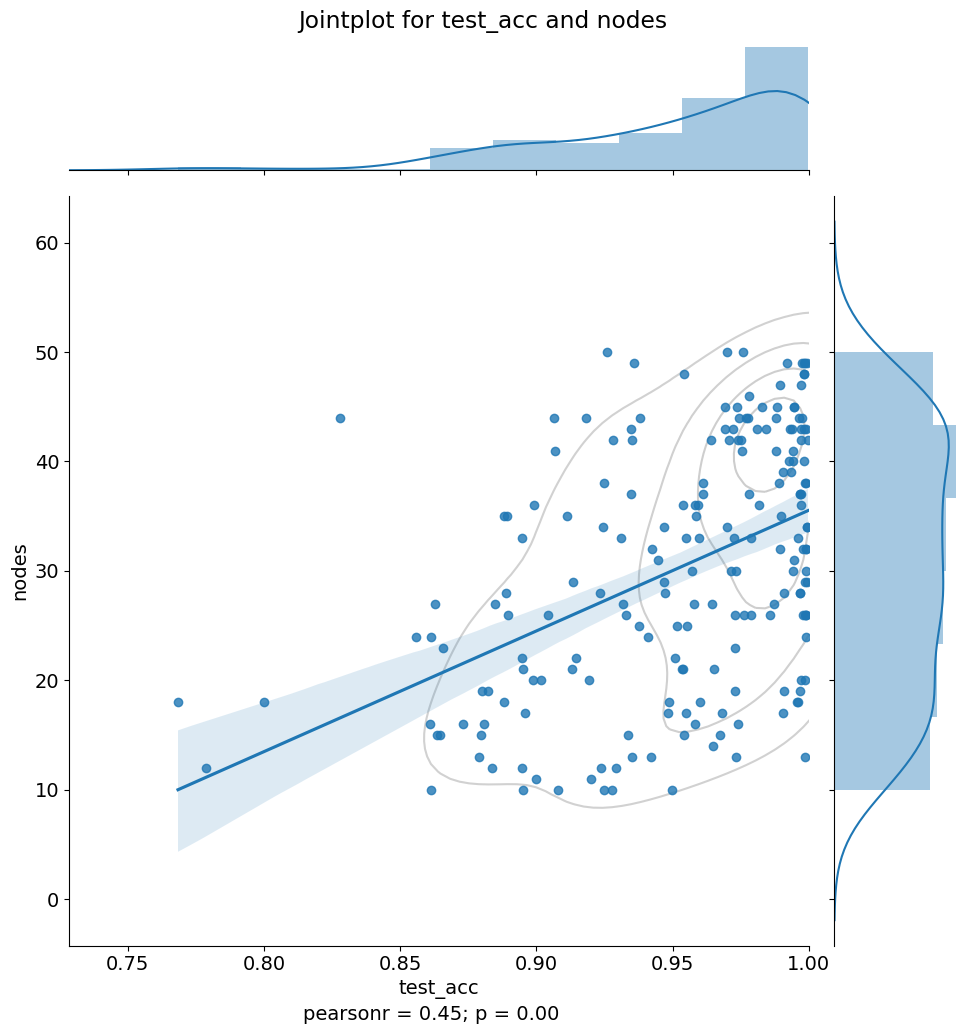 Jointplot for test_acc and nodes
60
50
40
30
20
10
0
nodes
0.75 0.80 0.85 0.90 0.95 1.00
test_acc
pearsonr = 0.45; p = 0.00